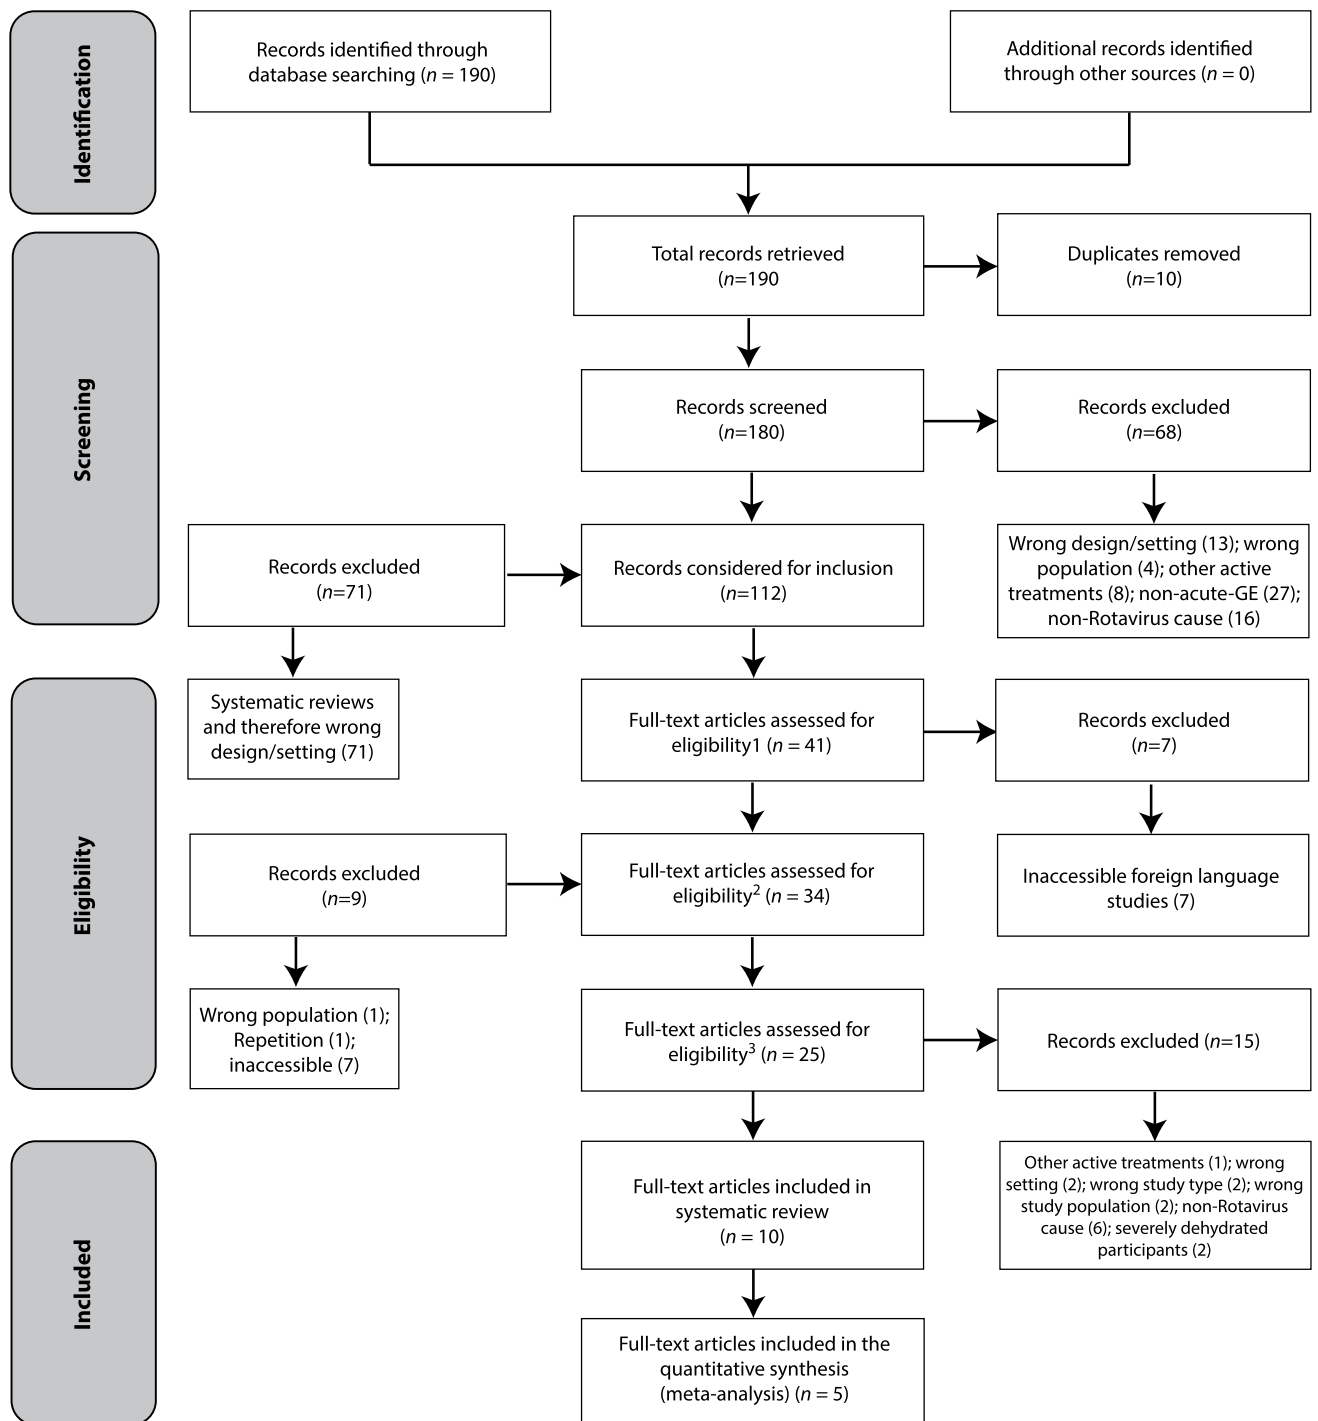 Identification
Records identified through
database searching (n = 190)
Additional records identified
through other sources (n = 0)
Screening
Total records retrieved
(n=190
Duplicates removed
(n=10)
Records screened
(n=180)
Records excluded
(n=68)
Wrong design/setting (13); wrong
population (4); other active
treatments (8); non-acute-GE (27);
non-Rotavirus cause (16)
Records excluded
(n=71)
Records considered for inclusion
(n=112)
Systematic reviews
and therefore wrong
design/setting (71)
Eligibility
Full-text articles assessed for
eligibility1 (n = 41)
Records excluded
(n=7)
Inaccessible foreign language
studies (7)
Records excluded
(n=9)
Full-text articles assessed for
eligibility² (n = 34)
Wrong population (1);
Repetition (1);
inaccessible (7)
Full-text articles assessed for
eligibility³ (n = 25)
Records excluded (n=15)
Other active treatments (1); wrong
setting (2); wrong study type (2); wrong
study population (2); non-Rotavirus
cause (6); severely dehydrated
participants (2)
Included
Full-text articles included in
systematic review
(n = 10)
Full-text articles included in the
quantitative synthesis
(meta-analysis) (n = 5)